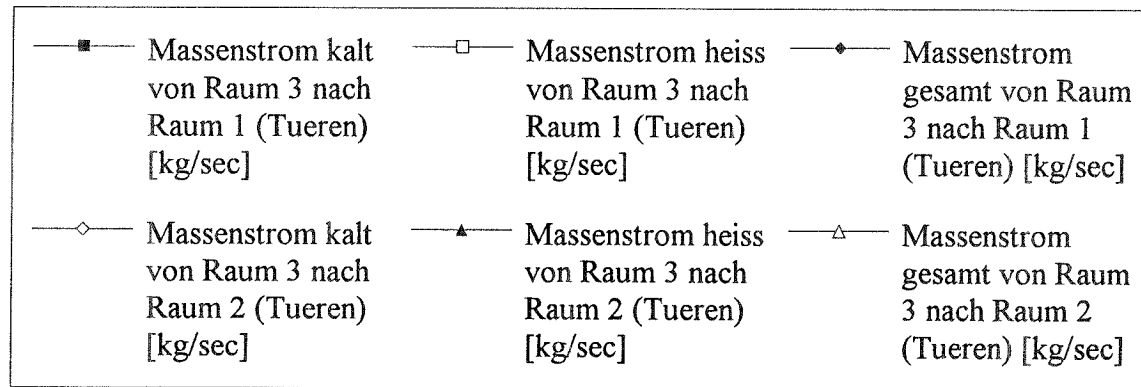 Massenstrom kalt
von Raum 3 nach
Raum 1 (Tueren)
[kg/sec]
Massenstrom heiss
von Raum 3 nach
Raum 1 (Tueren)
[kg/sec]
Massenstrom
gesamt von Raum
3 nach Raum 1
(Tueren) [kg/sec]
Massenstrom kalt
von Raum 3 nach
Raum 2 (Tueren)
[kg/sec]
Massenstrom heiss
von Raum 3 nach
Raum 2 (Tueren)
[kg/sec]
Massenstrom
gesamt von Raum
3 nach Raum 2
(Tueren) [kg/sec]